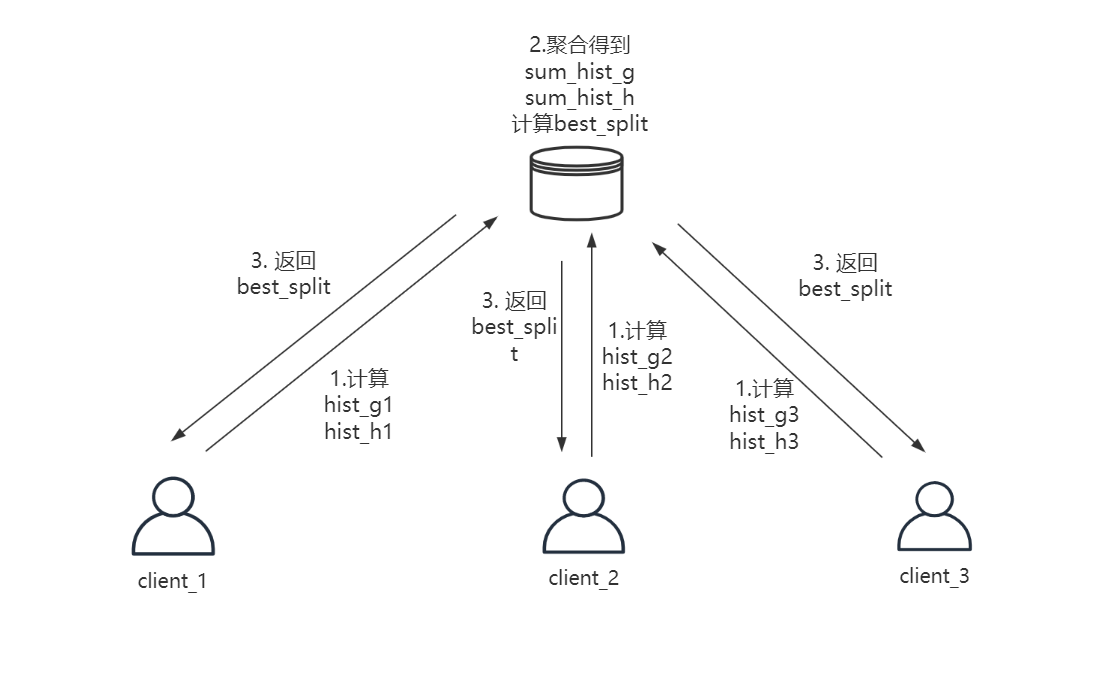 2.聚合得到
sum_hist_g
sum_hist_h
计算best_split
3. 返回
best_split
3. 返回
best_spli
t
1.计算
hist_g2
hist_h2
3. 返回
best_split
1.计算
hist_g1
hist_h1
1.计算
hist_g3
hist_h3
client_1
client_2
client_3